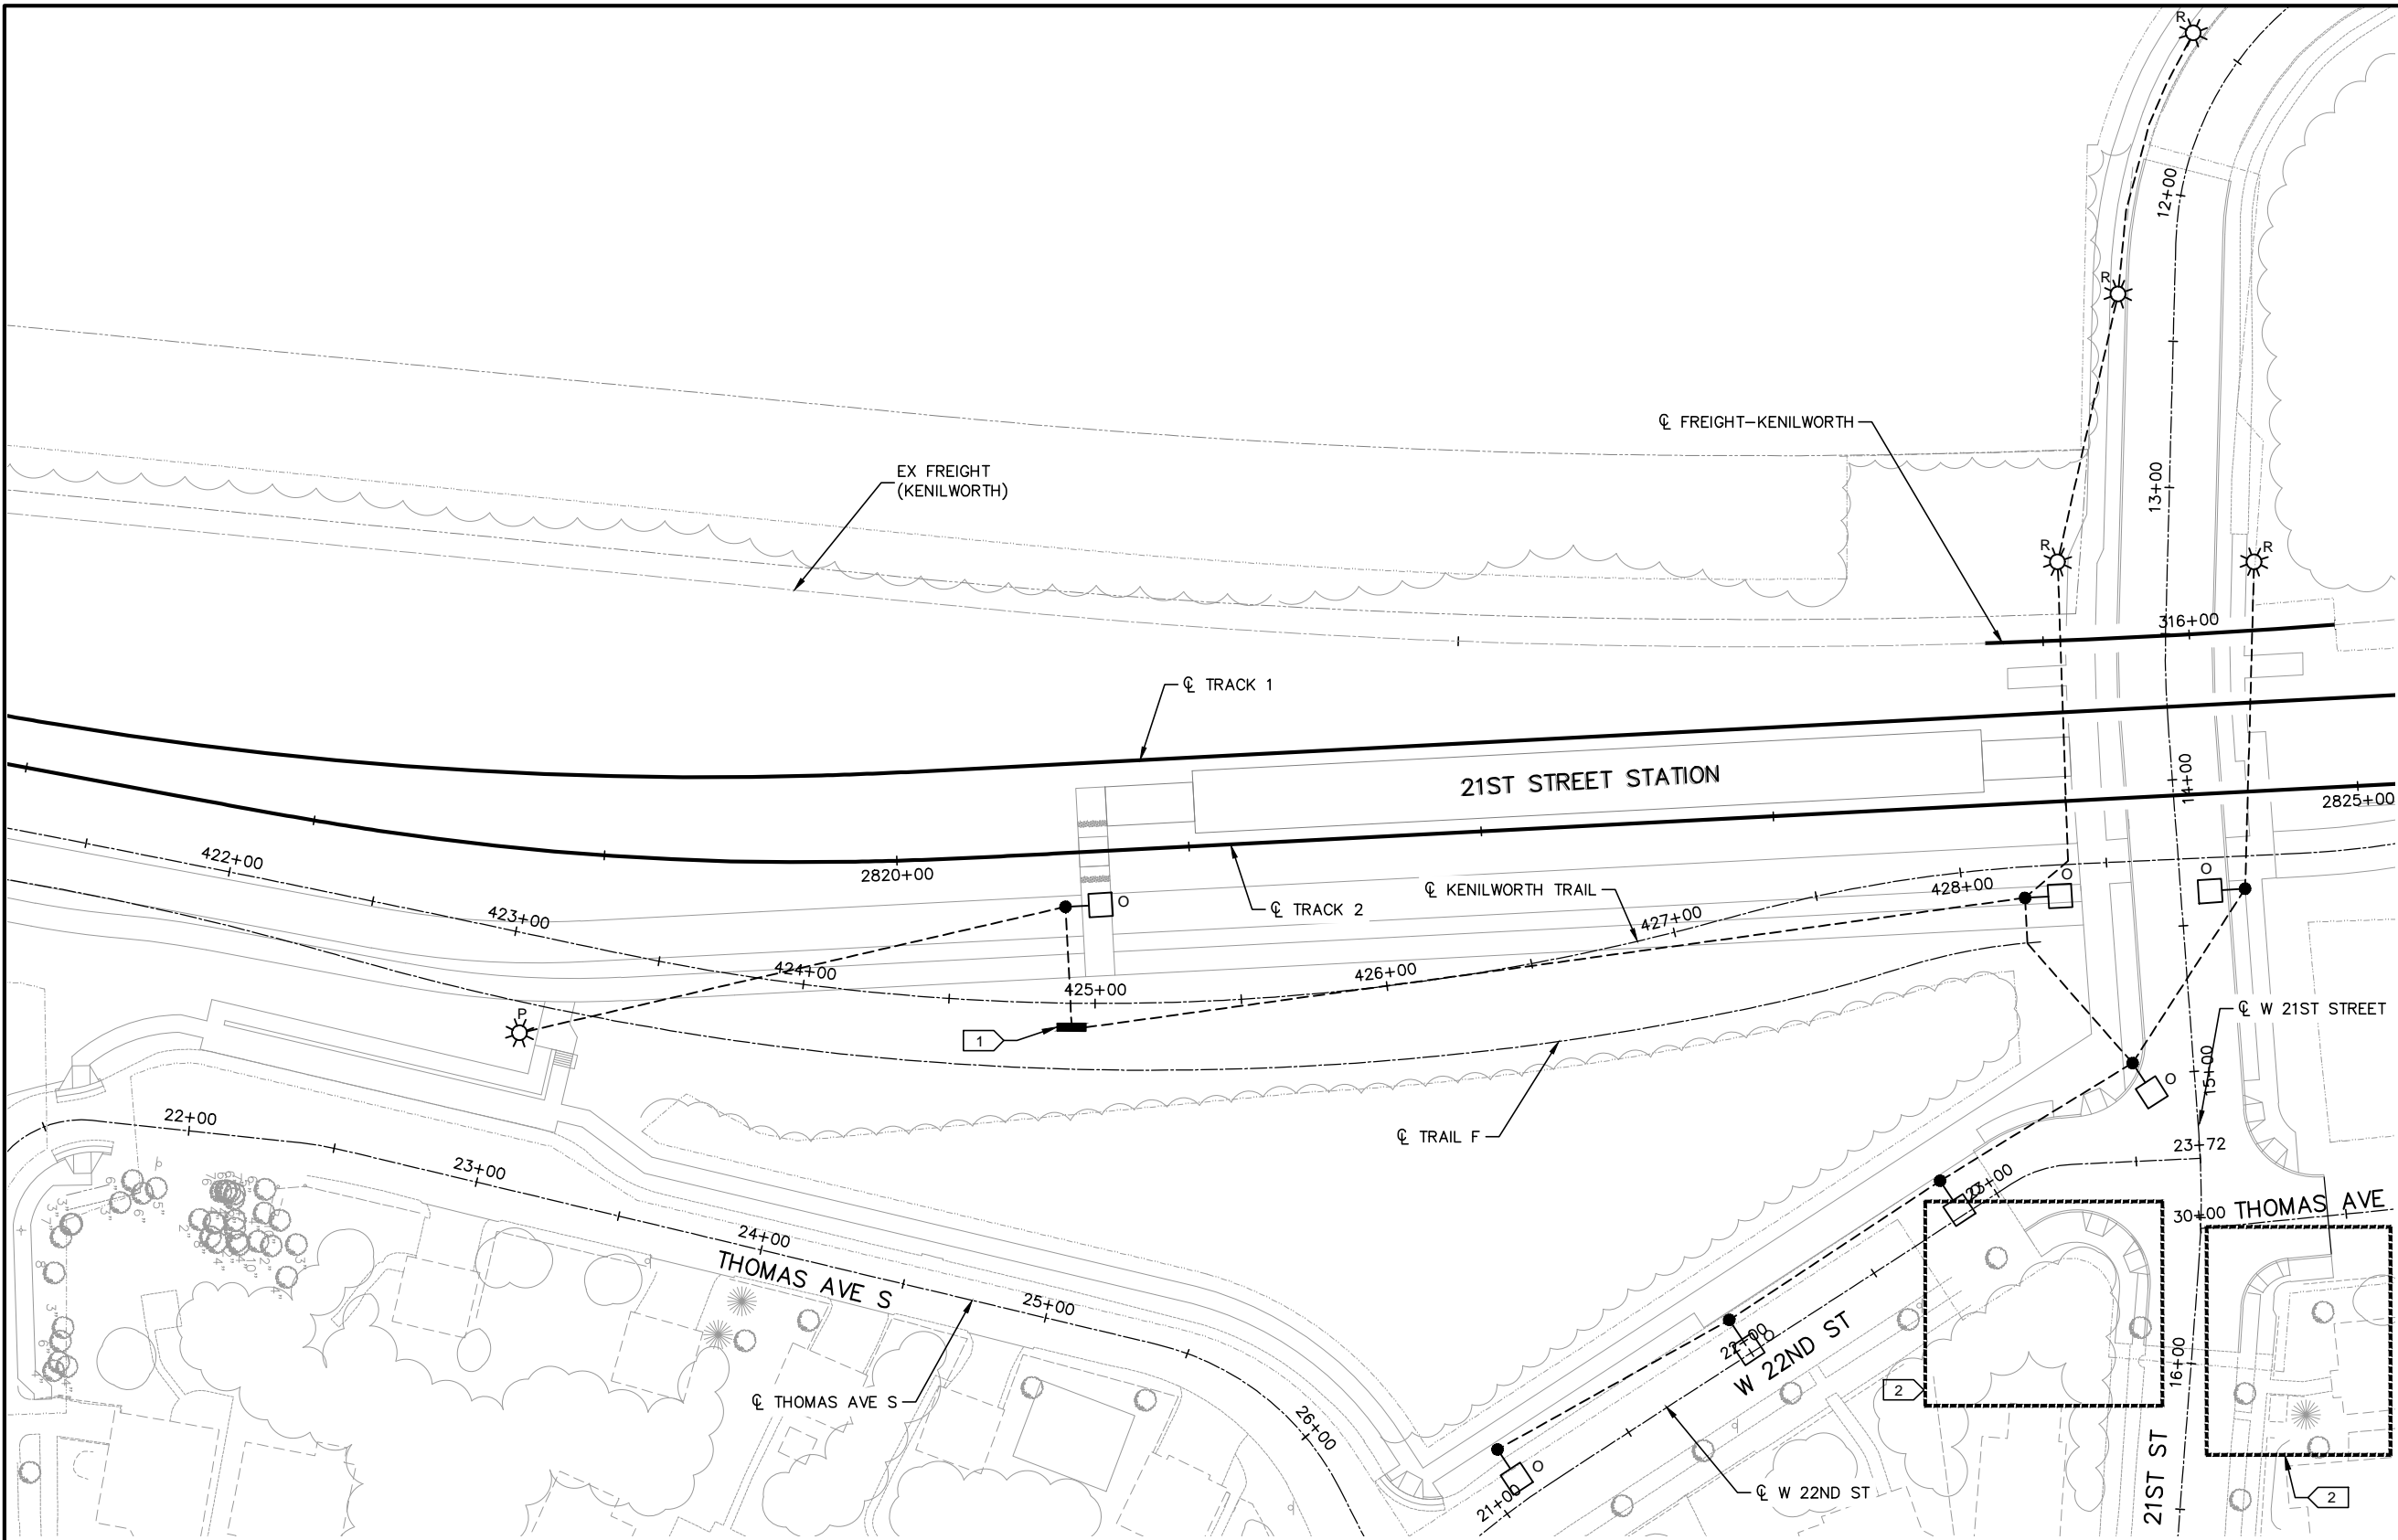 R
12+00
R
℄ FREIGHT-KENILWORTH
EX FREIGHT
(KENILWORTH)
13+00
R
R
316+00
℄ TRACK 1
21ST STREET STATION
14+00
2825+00
422+00
2820+00
℄ KENILWORTH TRAIL
428+00
O
O
O
423+00
℄ TRACK 2
427+00
424+00
426+00
425+00
P
1
℄ W 21ST STREET
15+00
O
22+00
℄ TRAIL F
23+72
23+00
23+00
30+00
THOMAS AVE
24+00
THOMAS AVE S
25+00
22+00
O
W 22ND ST
16+00
2
℄ THOMAS AVE S
26+00
O
21+00
℄ W 22ND ST
21ST ST
2